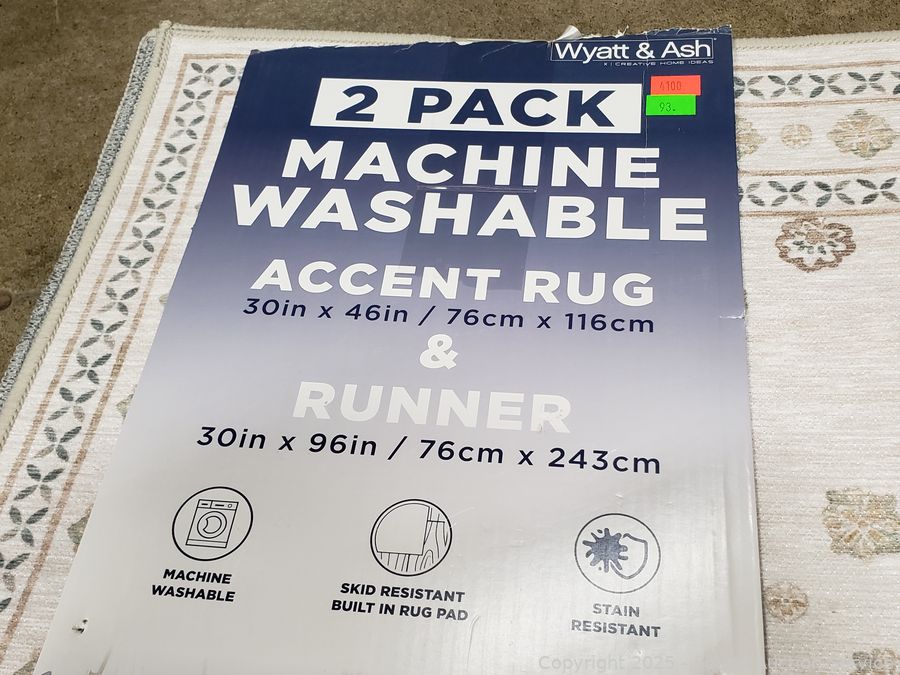 Wyatt & Ash
X | CREATIVE HOME IDEAS
4100
93.
2 PACK
MACHINE
WASHABLE
ACCENT RUG
30in x 46in / 76cm x 116cm
&
RUNNER
30in x 96in / 76cm x 243cm
MACHINE
WASHABLE
SKID RESISTANT
BUILT IN RUG PAD
STAIN
RESISTANT
Copyright 2025